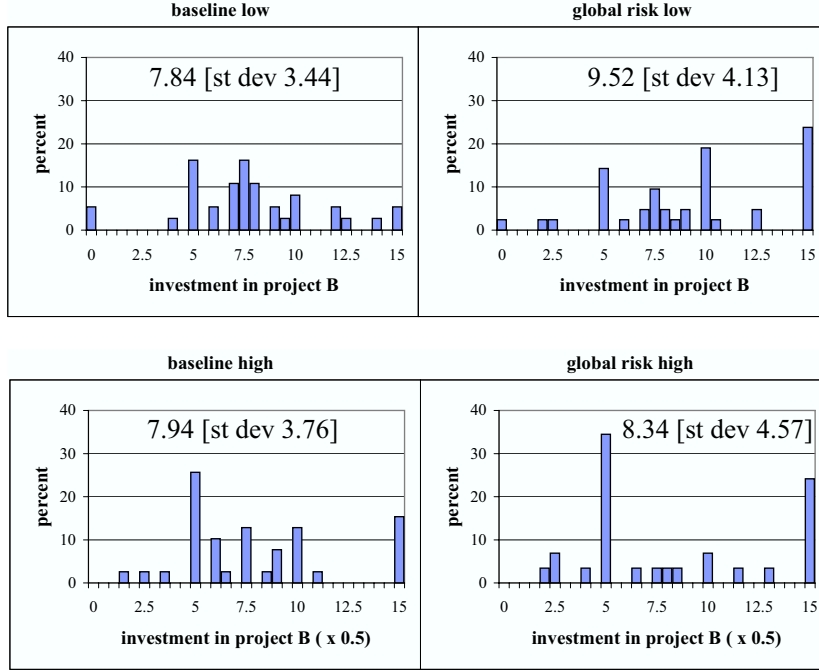 baseline low
global risk low
40
30
20
10
0
percent
7.84 [st dev 3.44]
0 2.5 5 7.5 10 12.5 15
investment in project B
40
30
20
10
0
percent
9.52 [st dev 4.13]
0 2.5 5 7.5 10 12.5 15
investment in project B
baseline high
global risk high
40
30
20
10
0
percent
7.94 [st dev 3.76]
0 2.5 5 7.5 10 12.5 15
investment in project B ( x 0.5)
40
30
20
10
0
percent
8.34 [st dev 4.57]
0 2.5 5 7.5 10 12.5 15
investment in project B ( x 0.5)